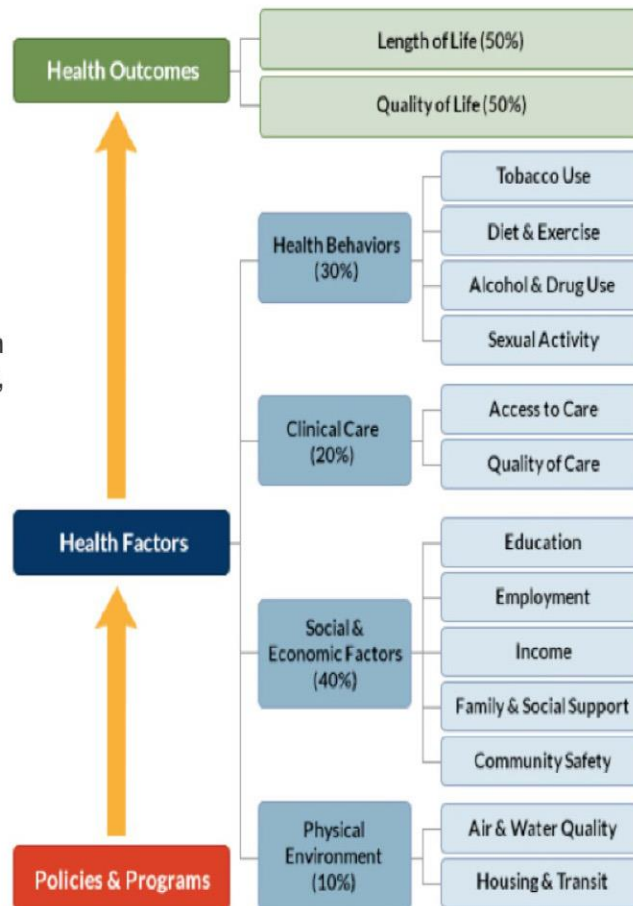 Health Outcomes
Length of Life (50%)
Quality of Life (50%)
Tobacco Use
Health Behaviors
(30%)
Diet & Exercise
Alcohol & Drug Use
Sexual Activity
Clinical Care
(20%)
Access to Care
Quality of Care
Health Factors
Social &
Economic Factors
(40%)
Education
Employment
Income
Family & Social Support
Community Safety
Physical
Environment
(10%)
Air & Water Quality
Housing & Transit
Policies & Programs